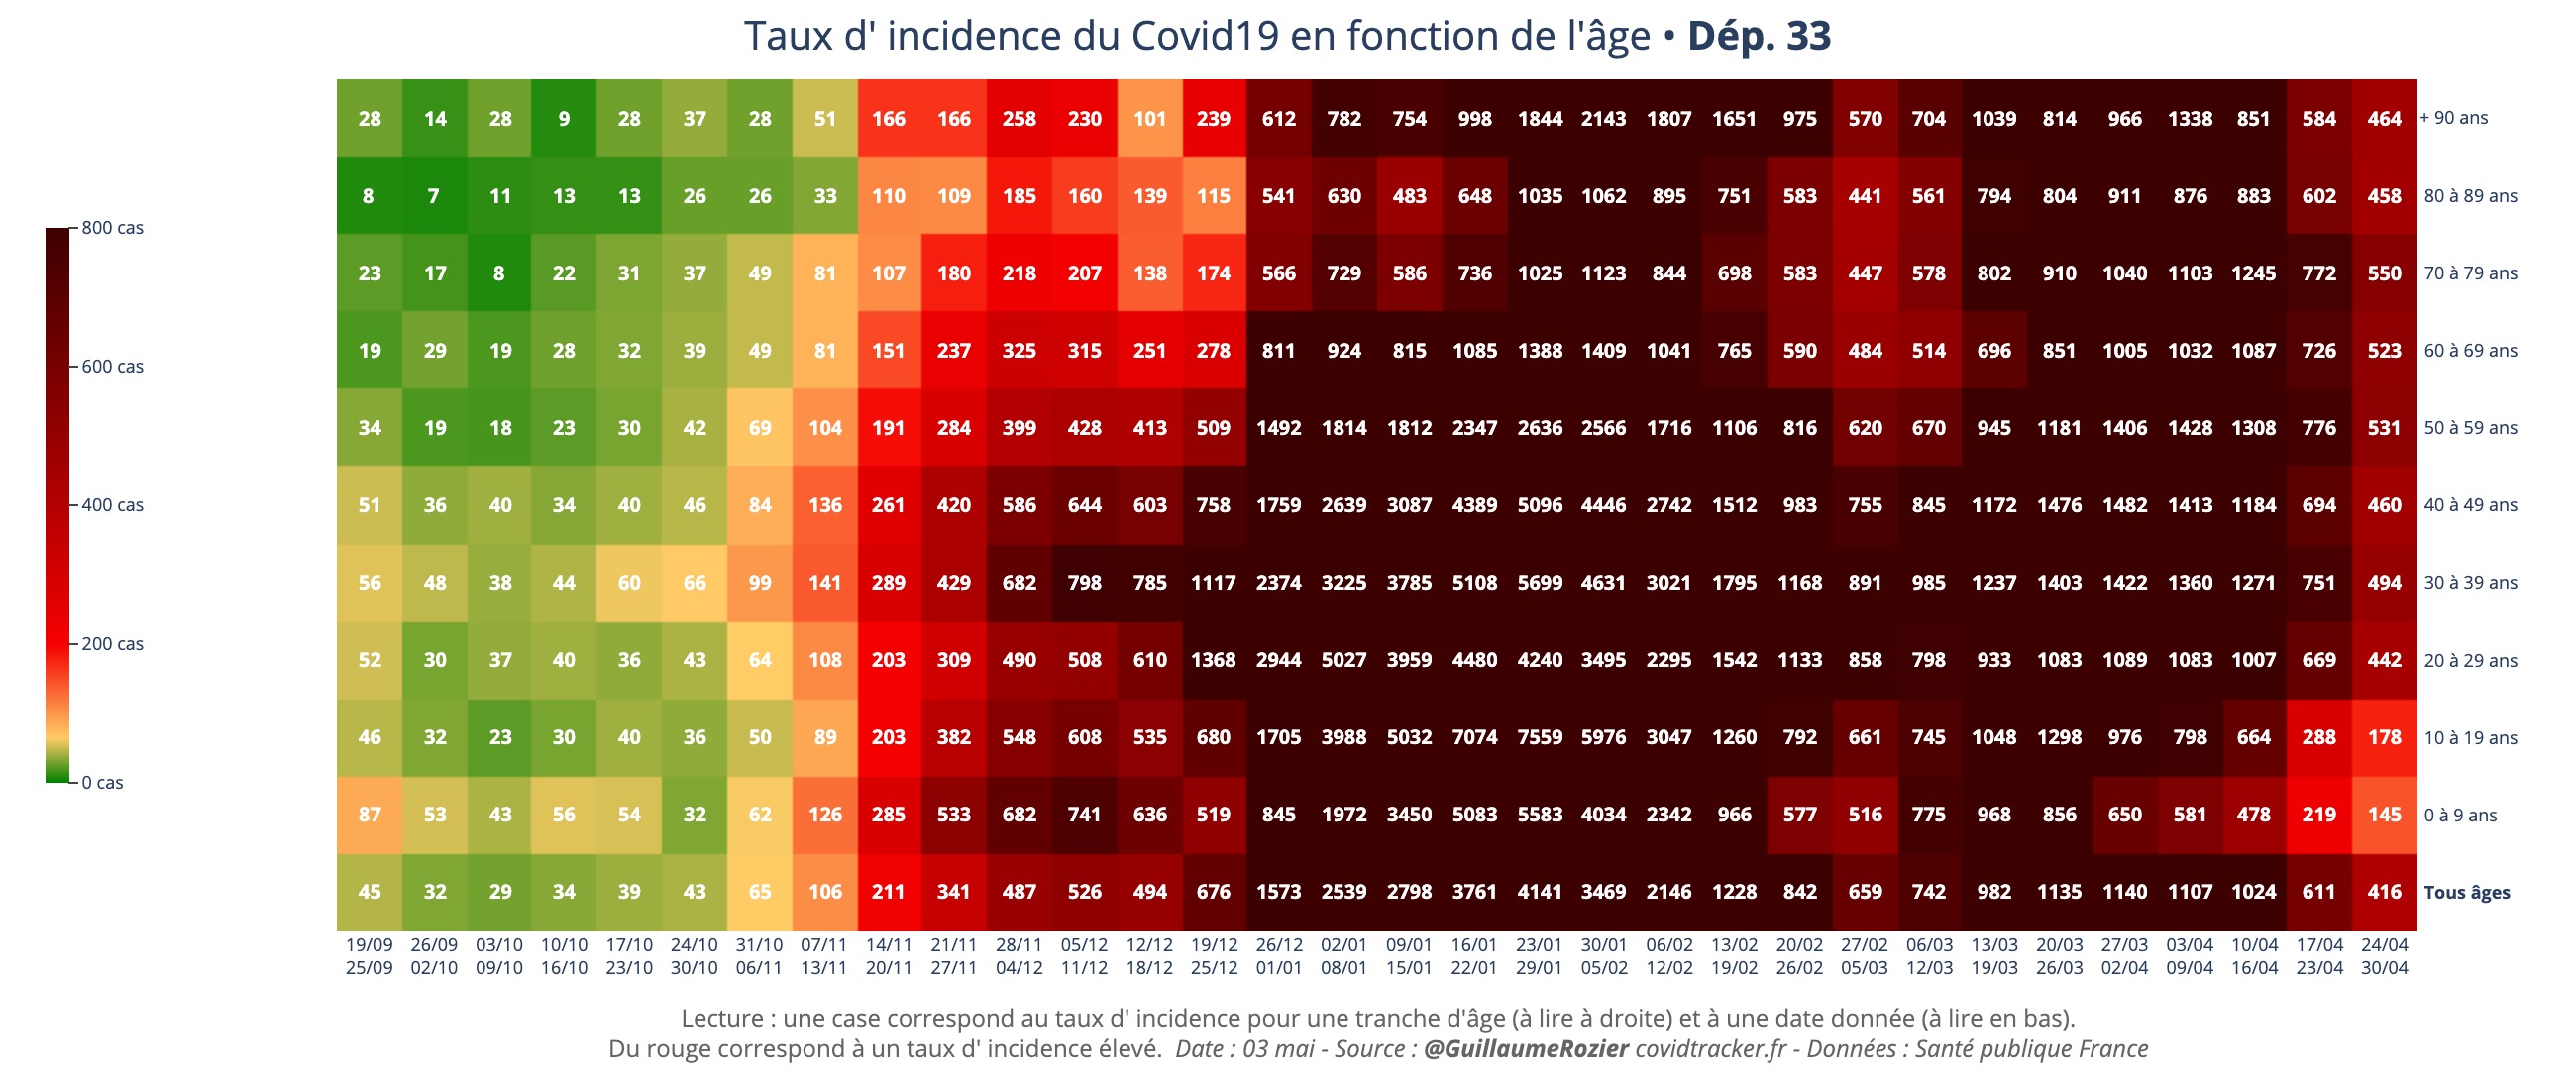 Taux d' incidence du Covid19 en fonction de l'âge • Dép. 33
800 cas
600 cas
400 cas
200 cas
0 cas
28 14 28 9 28 37 28 51 166 166 258 230 101 239 612 782 754 998 1844 2143 1807 1651 975 570 704 1039 814 966 1338 851 584 464 + 90 ans
8 7 11 13 13 26 26 33 110 109 185 160 139 115 541 630 483 648 1035 1062 895 751 583 441 561 794 804 911 876 883 602 458 80 à 89 ans
23 17 8 22 31 37 49 81 107 180 218 207 138 174 566 729 586 736 1025 1123 844 698 583 447 578 802 910 1040 1103 1245 772 550 70 à 79 ans
19 29 19 28 32 39 49 81 151 237 325 315 251 278 811 924 815 1085 1388 1409 1041 765 590 484 514 696 851 1005 1032 1087 726 523 60 à 69 ans
34 19 18 23 30 42 69 104 191 284 399 428 413 509 1492 1814 1812 2347 2636 2566 1716 1106 816 620 670 945 1181 1406 1428 1308 776 531 50 à 59 ans
51 36 40 34 40 46 84 136 261 420 586 644 603 758 1759 2639 3087 4389 5096 4446 2742 1512 983 755 845 1172 1476 1482 1413 1184 694 460 40 à 49 ans
56 48 38 44 60 66 99 141 289 429 682 798 785 1117 2374 3225 3785 5108 5699 4631 3021 1795 1168 891 985 1237 1403 1422 1360 1271 751 494 30 à 39 ans
52 30 37 40 36 43 64 108 203 309 490 508 610 1368 2944 5027 3959 4480 4240 3495 2295 1542 1133 858 798 933 1083 1089 1083 1007 669 442 20 à 29 ans
46 32 23 30 40 36 50 89 203 382 548 608 535 680 1705 3988 5032 7074 7559 5976 3047 1260 792 661 745 1048 1298 976 798 664 288 178 10 à 19 ans
87 53 43 56 54 32 62 126 285 533 682 741 636 519 845 1972 3450 5083 5583 4034 2342 966 577 516 775 968 856 650 581 478 219 145 0 à 9 ans
45 32 29 34 39 43 65 106 211 341 487 526 494 676 1573 2539 2798 3761 4141 3469 2146 1228 842 659 742 982 1135 1140 1107 1024 611 416 Tous âges
19/09 26/09 03/10 10/10 17/10 24/10 31/10 07/11 14/11 21/11 28/11 05/12 12/12 19/12 26/12 02/01 09/01 16/01 23/01 30/01 06/02 13/02 20/02 27/02 06/03 13/03 20/03 27/03 03/04 10/04 17/04 24/04
25/09 02/10 09/10 16/10 23/10 30/10 06/11 13/11 20/11 27/11 04/12 11/12 18/12 25/12 01/01 08/01 15/01 22/01 29/01 05/02 12/02 19/02 26/02 05/03 12/03 19/03 26/03 02/04 09/04 16/04 23/04 30/04
Lecture : une case correspond au taux d' incidence pour une tranche d'âge (à lire à droite) et à une date donnée (à lire en bas).
Du rouge correspond à un taux d' incidence élevé. Date : 03 mai - Source : @GuillaumeRozier covidtracker.fr - Données : Santé publique France